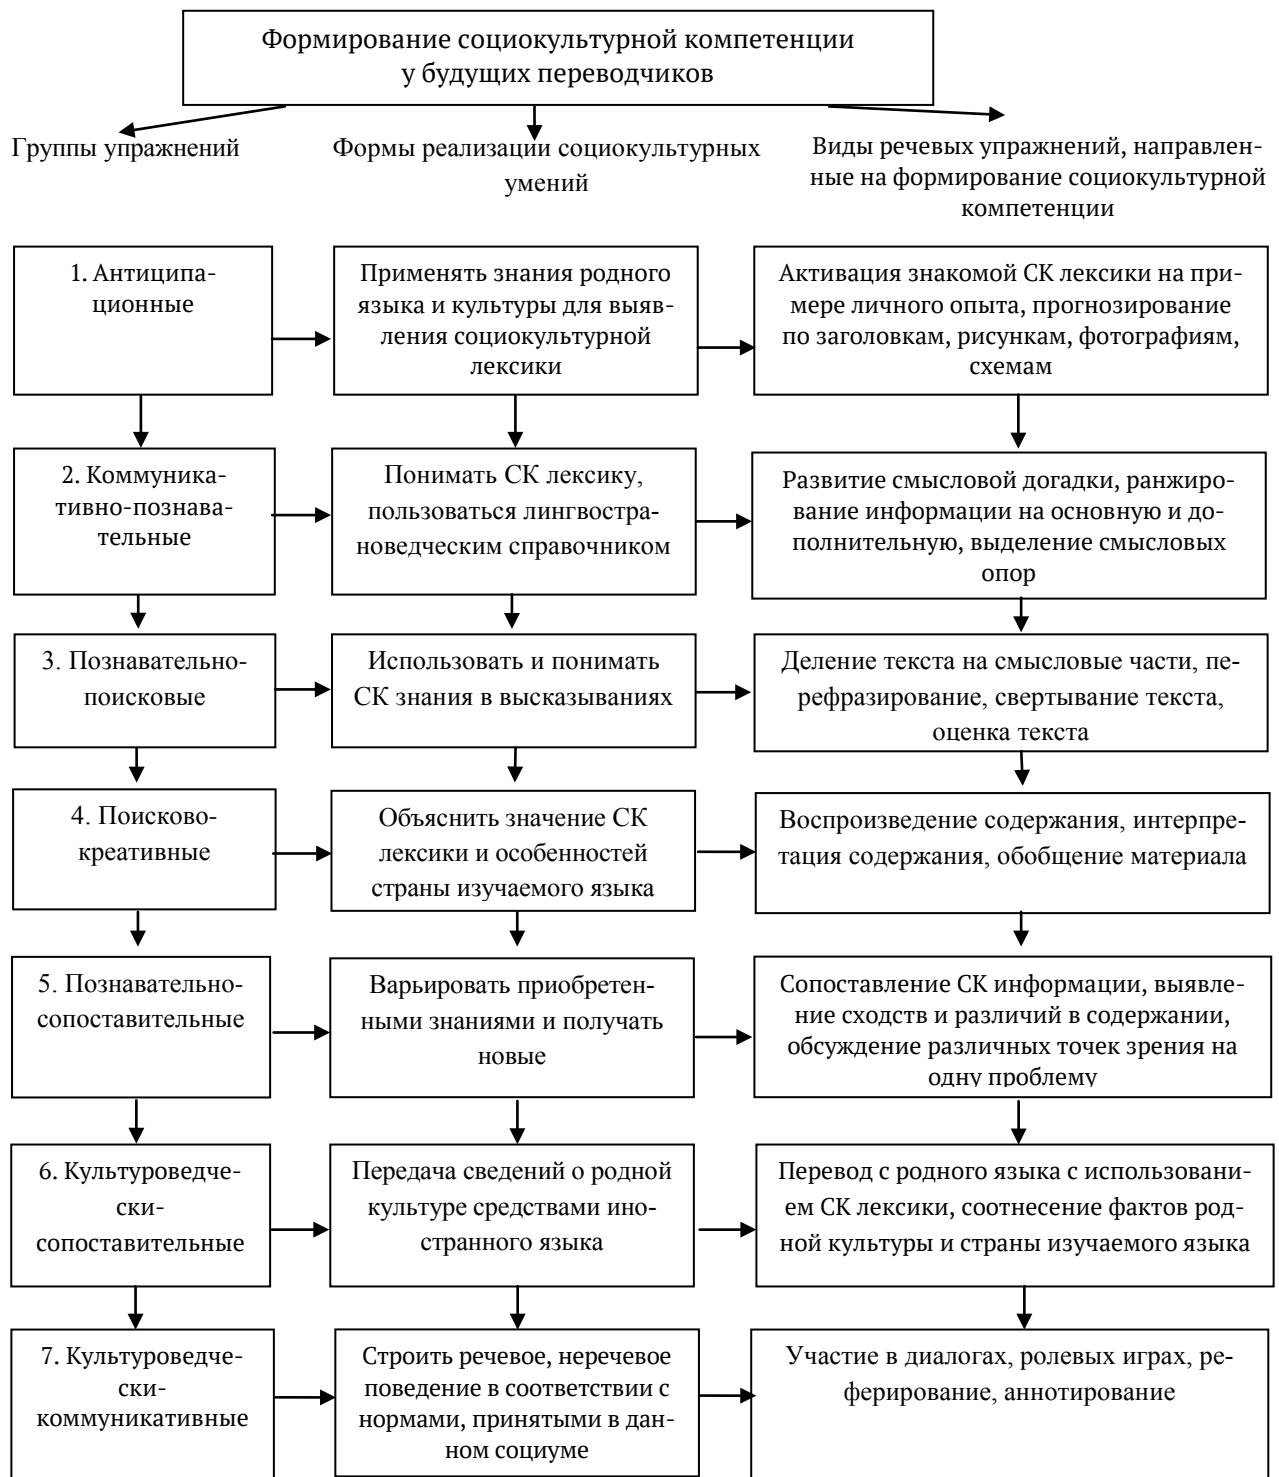 Формирование социокультурной компетенции
у будущих переводчиков
Группы упражнений
Формы реализации социокультурных
умений
Виды речевых упражнений, направлен-
ные на формирование социокультурной
компетенции
1. Антиципа-
ционные
Применять знания родного
языка и культуры для выяв-
ления социокультурной
лексики
Активация знакомой СК лексики на при-
мере личного опыта, прогнозирование
по заголовкам, рисункам, фотографиям,
схемам
2. Коммуника-
тивно-познава-
тельные
Понимать СК лексику,
пользоваться лингвостра-
новедческим справочником
Развитие смысловой догадки, ранжиро-
вание информации на основную и до-
полнительную, выделение смысловых
опор
3. Познавательно-
поисковые
Использовать и понимать
СК знания в высказываниях
Деление текста на смысловые части, пе-
рефразирование, свертывание текста,
оценка текста
4. Поисково-
креативные
Объяснить значение СК
лексики и особенностей
страны изучаемого языка
Воспроизведение содержания, интерпре-
тация содержания, обобщение материала
5. Познавательно-
сопоставительные
Варьировать приобретен-
ными знаниями и получать
новые
Сопоставление СК информации, выявле-
ние сходств и различий в содержании,
обсуждение различных точек зрения на
одну проблему
6. Культуроведче-
ски-
сопоставительные
Передача сведений о родной
культуре средствами ино-
странного языка
Перевод с родного языка с использовани-
ем СК лексики, соотнесение фактов род-
ной культуры и страны изучаемого языка
7. Культуроведче-
ски-
коммуникативные
Строить речевое, неречевое
поведение в соответствии с
нормами, принятыми в дан-
ном социуме
Участие в диалогах, ролевых играх, ре-
ферирование, аннотирование